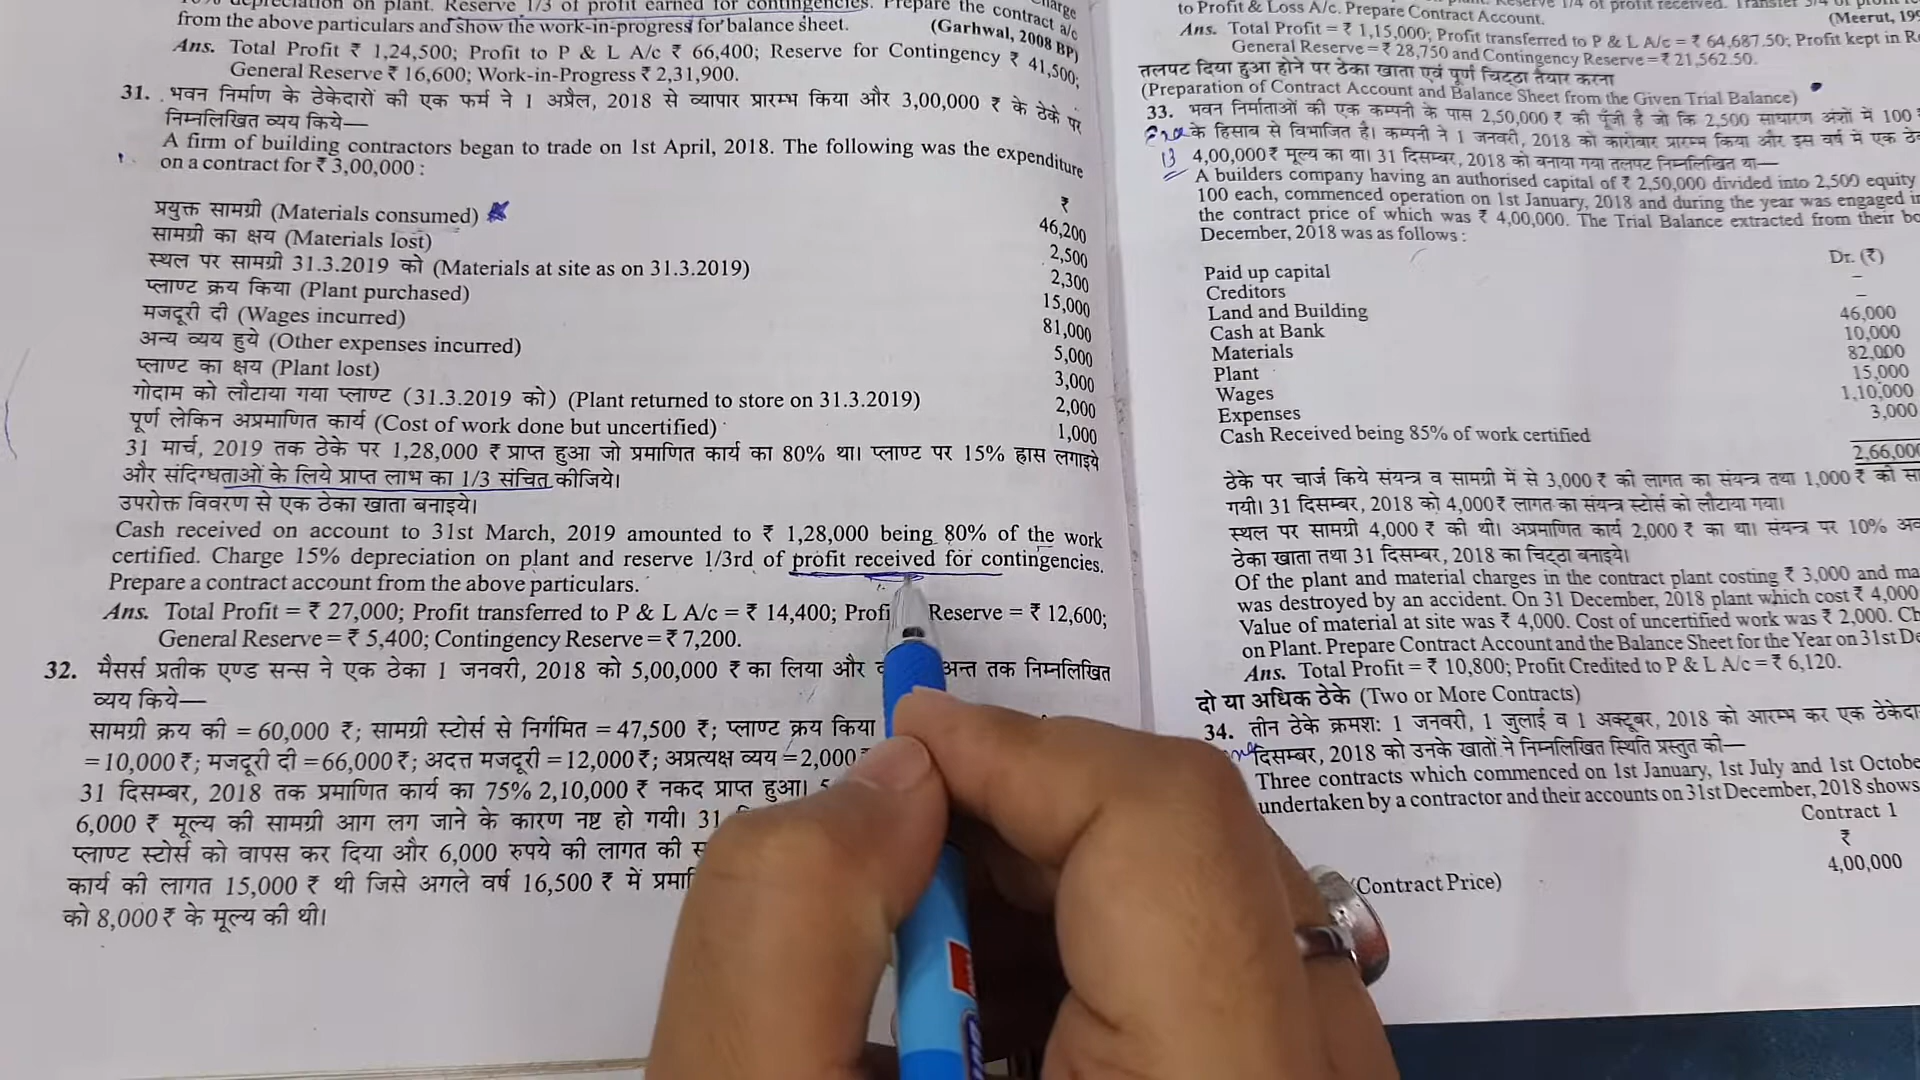 depreciation on plant. Reserve 1/3 of profit earned for contingencies. Prepare the contract a/c
from the above particulars and show the work-in-progress for balance sheet. (Garhwal, 2008 BP)
Ans. Total Profit ₹ 1,24,500; Profit to P & L A/c ₹ 66,400; Reserve for Contingency ₹ 41,500;
General Reserve ₹ 16,600; Work-in-Progress ₹ 2,31,900.
31. भवन निर्माण के ठेकेदारों की एक फर्म ने 1 अप्रैल, 2018 से व्यापार प्रारम्भ किया और 3,00,000 ₹ के ठेके पर
निम्नलिखित व्यय किये—
A firm of building contractors began to trade on 1st April, 2018. The following was the expenditure
on a contract for ₹ 3,00,000 :
₹
प्रयुक्त सामग्री (Materials consumed) 46,200
सामग्री का क्षय (Materials lost) 2,500
स्थल पर सामग्री 31.3.2019 को (Materials at site as on 31.3.2019) 2,300
प्लाण्ट क्रय किया (Plant purchased) 15,000
मजदूरी दी (Wages incurred) 81,000
अन्य व्यय हुये (Other expenses incurred) 5,000
प्लाण्ट का क्षय (Plant lost) 3,000
गोदाम को लौटाया गया प्लाण्ट (31.3.2019 को) (Plant returned to store on 31.3.2019) 2,000
पूर्ण लेकिन अप्रमाणित कार्य (Cost of work done but uncertified) 1,000
31 मार्च, 2019 तक ठेके पर 1,28,000 ₹ प्राप्त हुआ जो प्रमाणित कार्य का 80% था। प्लाण्ट पर 15% ह्रास लगाइये
और संदिग्धताओं के लिये प्राप्त लाभ का 1/3 संचित कीजिये।
उपरोक्त विवरण से एक ठेका खाता बनाइये।
Cash received on account to 31st March, 2019 amounted to ₹ 1,28,000 being 80% of the work
certified. Charge 15% depreciation on plant and reserve 1/3rd of profit received for contingencies.
Prepare a contract account from the above particulars.
Ans. Total Profit = ₹ 27,000; Profit transferred to P & L A/c = ₹ 14,400; Reserve = ₹ 12,600;
General Reserve = ₹ 5,400; Contingency Reserve = ₹ 7,200.
32. मैसर्स प्रतीक एण्ड सन्स ने एक ठेका 1 जनवरी, 2018 को 5,00,000 ₹ का लिया और अन्त तक निम्नलिखित
व्यय किये—
सामग्री क्रय की = 60,000 ₹; सामग्री स्टोर्स से निर्गमित = 47,500 ₹; प्लाण्ट क्रय किया
= 10,000 ₹; मजदूरी दी = 66,000 ₹; अदत्त मजदूरी = 12,000 ₹; अप्रत्यक्ष व्यय = 2,000
31 दिसम्बर, 2018 तक प्रमाणित कार्य का 75% 2,10,000 ₹ नकद प्राप्त हुआ।
6,000 ₹ मूल्य की सामग्री आग लग जाने के कारण नष्ट हो गयी। 31
प्लाण्ट स्टोर्स को वापस कर दिया और 6,000 रुपये की लागत की
कार्य की लागत 15,000 ₹ थी जिसे अगले वर्ष 16,500 ₹ में
को 8,000 ₹ के मूल्य की थी।
to Profit & Loss A/c. Prepare Contract Account.
Ans. Total Profit = ₹ 1,15,000; Profit transferred to P & L A/c = ₹ 64,687.50; Profit kept in
General Reserve = ₹ 28,750 and Contingency Reserve = ₹ 21,562.50.
तलपट दिया हुआ होने पर ठेका खाता एवं पूर्ण चिट्ठा तैयार करना
(Preparation of Contract Account and Balance Sheet from the Given Trial Balance)
33. भवन निर्माताओं की एक कम्पनी के पास 2,50,000 ₹ की पूँजी है जो कि 2,500 साधारण अंशों में 100
के हिसाब से विभाजित है। कम्पनी ने 1 जनवरी, 2018 को कारोबार प्रारम्भ किया और इस वर्ष में एक
13 4,00,000 ₹ मूल्य का था। 31 दिसम्बर, 2018 को बनाया गया तलपट निम्नलिखित था—
A builders company having an authorised capital of ₹ 2,50,000 divided into 2,500 equity
100 each, commenced operation on 1st January, 2018 and during the year was engaged
the contract price of which was ₹ 4,00,000. The Trial Balance extracted from their
December, 2018 was as follows :
Dr. (₹)
Paid up capital –
Creditors –
Land and Building 46,000
Cash at Bank 10,000
Materials 82,000
Plant 15,000
Wages 1,10,000
Expenses 3,000
Cash Received being 85% of work certified
2,66,000
ठेके पर चार्ज किये संयन्त्र व सामग्री में से 3,000 ₹ की लागत का संयन्त्र तथा 1,000 ₹ की
गयी। 31 दिसम्बर, 2018 को 4,000 ₹ लागत का संयन्त्र स्टोर्स को लौटाया गया।
स्थल पर सामग्री 4,000 ₹ की थी। अप्रमाणित कार्य 2,000 ₹ का था। संयन्त्र पर 10%
ठेका खाता तथा 31 दिसम्बर, 2018 का चिट्ठा बनाइये।
Of the plant and material charges in the contract plant costing ₹ 3,000 and
was destroyed by an accident. On 31 December, 2018 plant which cost ₹ 4,000
Value of material at site was ₹ 4,000. Cost of uncertified work was ₹ 2,000.
on Plant. Prepare Contract Account and the Balance Sheet for the Year on 31st
Ans. Total Profit = ₹ 10,800; Profit Credited to P & L A/c = ₹ 6,120.
दो या अधिक ठेके (Two or More Contracts)
34. तीन ठेके क्रमश: 1 जनवरी, 1 जुलाई व 1 अक्टूबर, 2018 को आरम्भ कर एक
दिसम्बर, 2018 को उनके खातों ने निम्नलिखित स्थिति प्रस्तुत की—
Three contracts which commenced on 1st January, 1st July and 1st
undertaken by a contractor and their accounts on 31st December, 2018 shows
Contract 1
₹
(Contract Price) 4,00,000